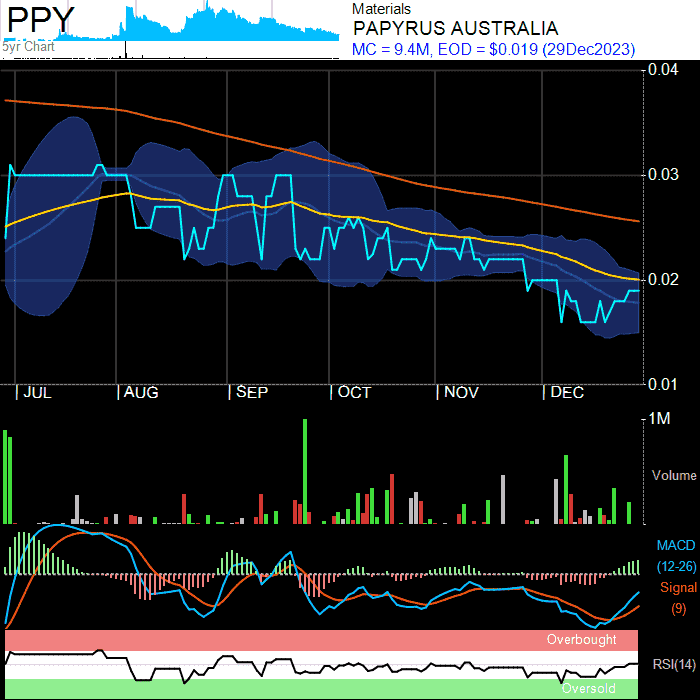 PPY
5yr Chart
Materials
PAPYRUS AUSTRALIA
MC = 9.4M, EOD = $0.019 (29Dec2023)
0.04
0.03
0.02
0.01
JUL AUG SEP OCT NOV DEC
1M
Volume
MACD
(12-26)
Signal
(9)
Overbought
RSI(14)
Oversold